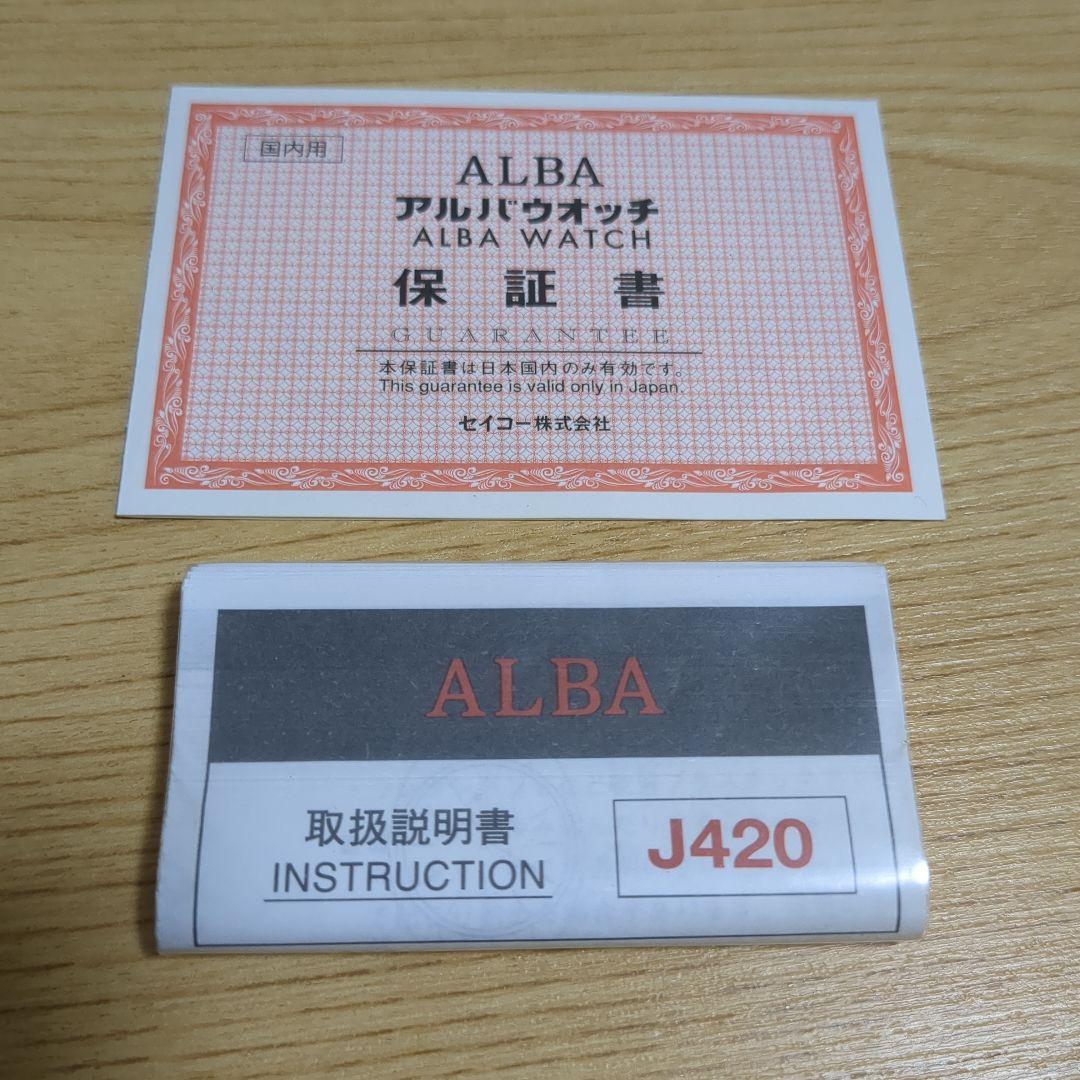 国内用
ALBA
アルバウオッチ
ALBA WATCH
保証書
GUARANTEE
本保証書は日本国内のみ有効です。
This guarantee is valid only in Japan.
セイコー株式会社
ALBA
取扱説明書
INSTRUCTION
J420